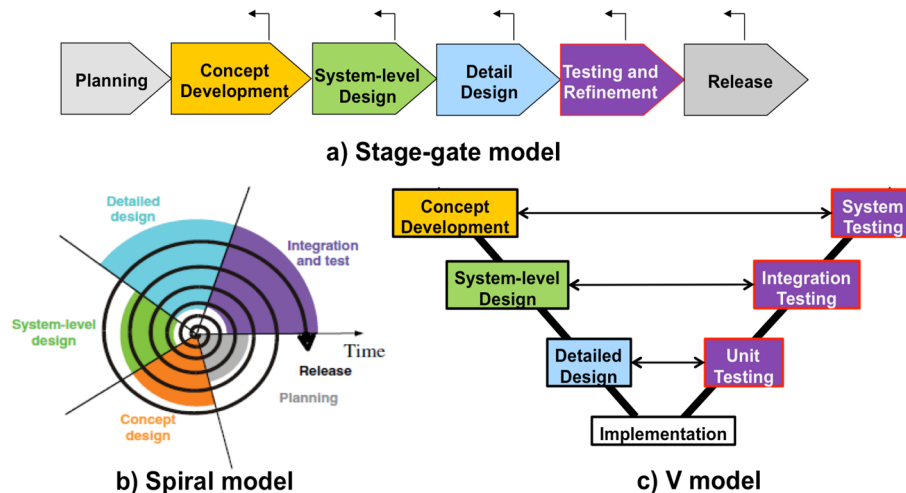 Planning
Concept
Development
System-level
Design
Detail
Design
Testing and
Refinement
Release
a) Stage-gate model
Detailed
design
Integration
and test
System-level
design
Time
Release
Planning
Concept
design
b) Spiral model
Concept
Development
System
Testing
System-level
Design
Integration
Testing
Detailed
Design
Unit
Testing
Implementation
c) V model